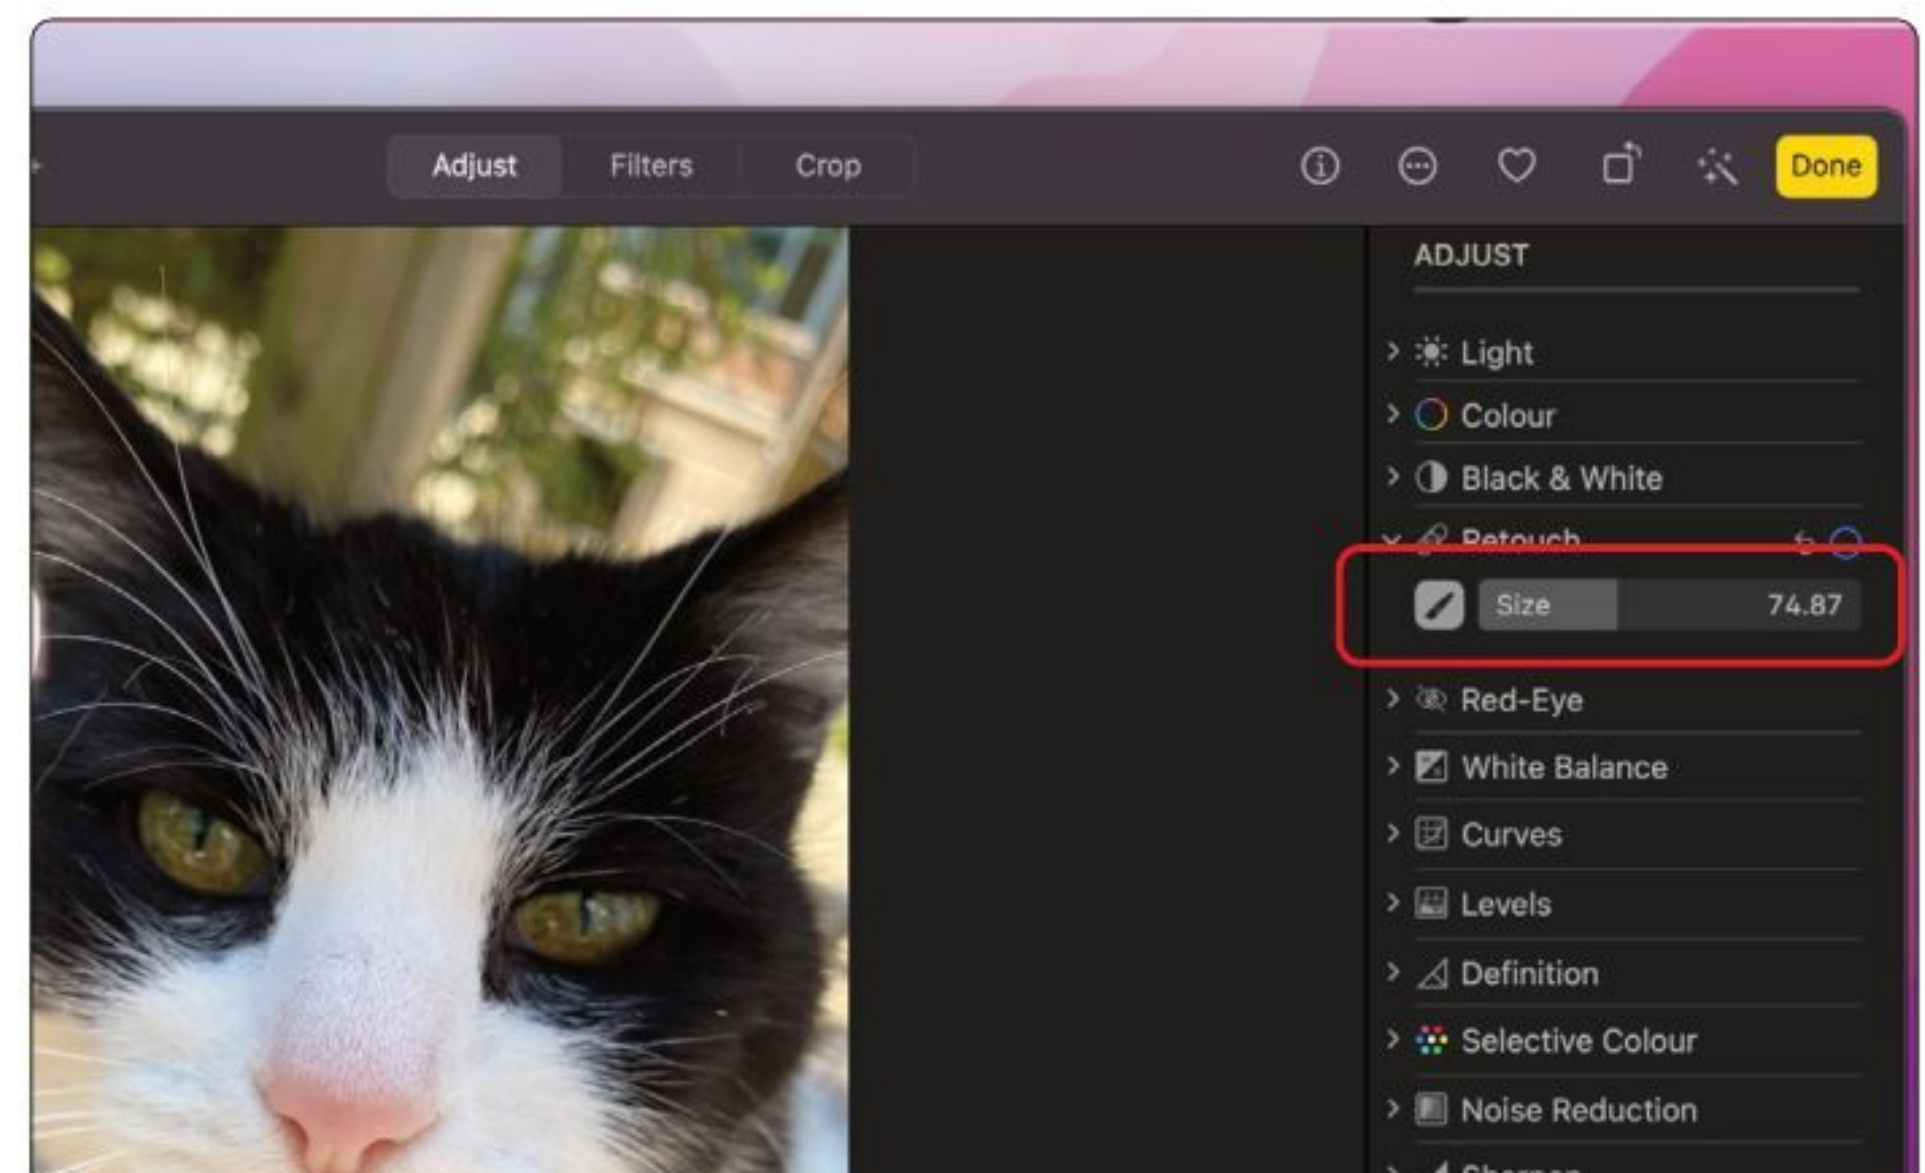 Adjust Filters Crop Done
ADJUST
Light
Colour
Black & White
Retouch
Size 74.87
Red-Eye
White Balance
Curves
Levels
Definition
Selective Colour
Noise Reduction
Sharpen